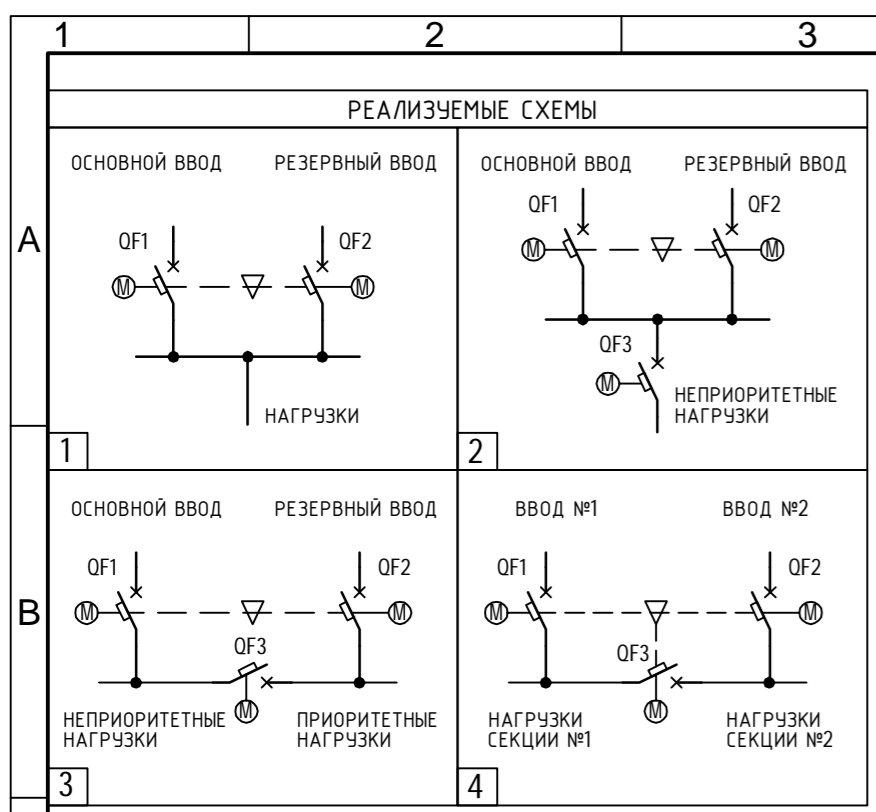 1 2 3
РЕАЛИЗУЕМЫЕ СХЕМЫ
A
ОСНОВНОЙ ВВОД РЕЗЕРВНЫЙ ВВОД
QF1 QF2
M M
НАГРУЗКИ
1
ОСНОВНОЙ ВВОД РЕЗЕРВНЫЙ ВВОД
QF1 QF2
M M
QF3
M
НЕПРИОРИТЕТНЫЕ
НАГРУЗКИ
2
B
ОСНОВНОЙ ВВОД РЕЗЕРВНЫЙ ВВОД
QF1 QF2
M M
QF3
M
НЕПРИОРИТЕТНЫЕ
НАГРУЗКИ
ПРИОРИТЕТНЫЕ
НАГРУЗКИ
3
ВВОД №1 ВВОД №2
QF1 QF2
M M
QF3
M
НАГРУЗКИ
СЕКЦИИ №1
НАГРУЗКИ
СЕКЦИИ №2
4